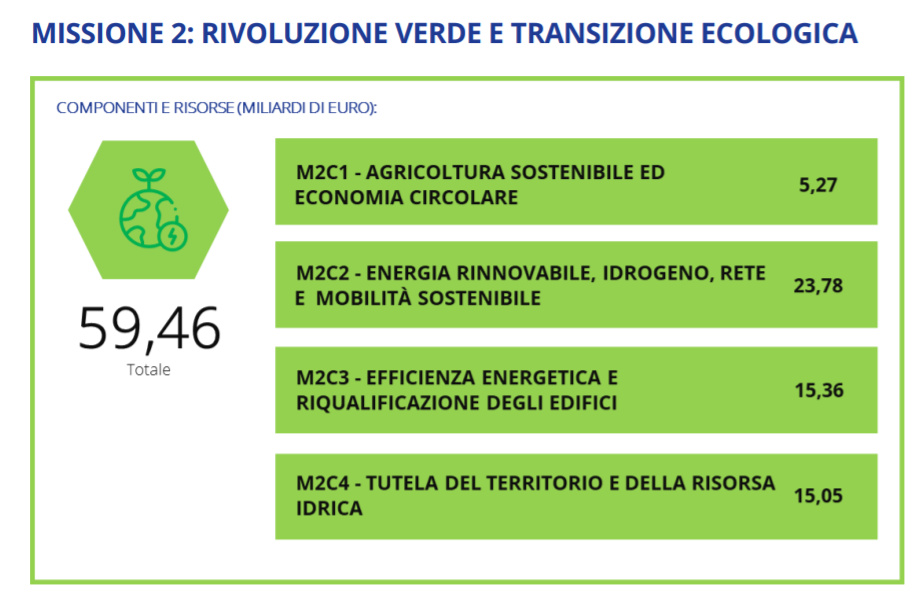 MISSIONE 2: RIVOLUZIONE VERDE E TRANSIZIONE ECOLOGICA
COMPONENTI E RISORSE (MILIARDI DI EURO):
59,46
Totale
M2C1 - AGRICOLTURA SOSTENIBILE ED
ECONOMIA CIRCOLARE
5,27
M2C2 - ENERGIA RINNOVABILE, IDROGENO, RETE
E MOBILITÀ SOSTENIBILE
23,78
M2C3 - EFFICIENZA ENERGETICA E
RIQUALIFICAZIONE DEGLI EDIFICI
15,36
M2C4 - TUTELA DEL TERRITORIO E DELLA RISORSA
IDRICA
15,05